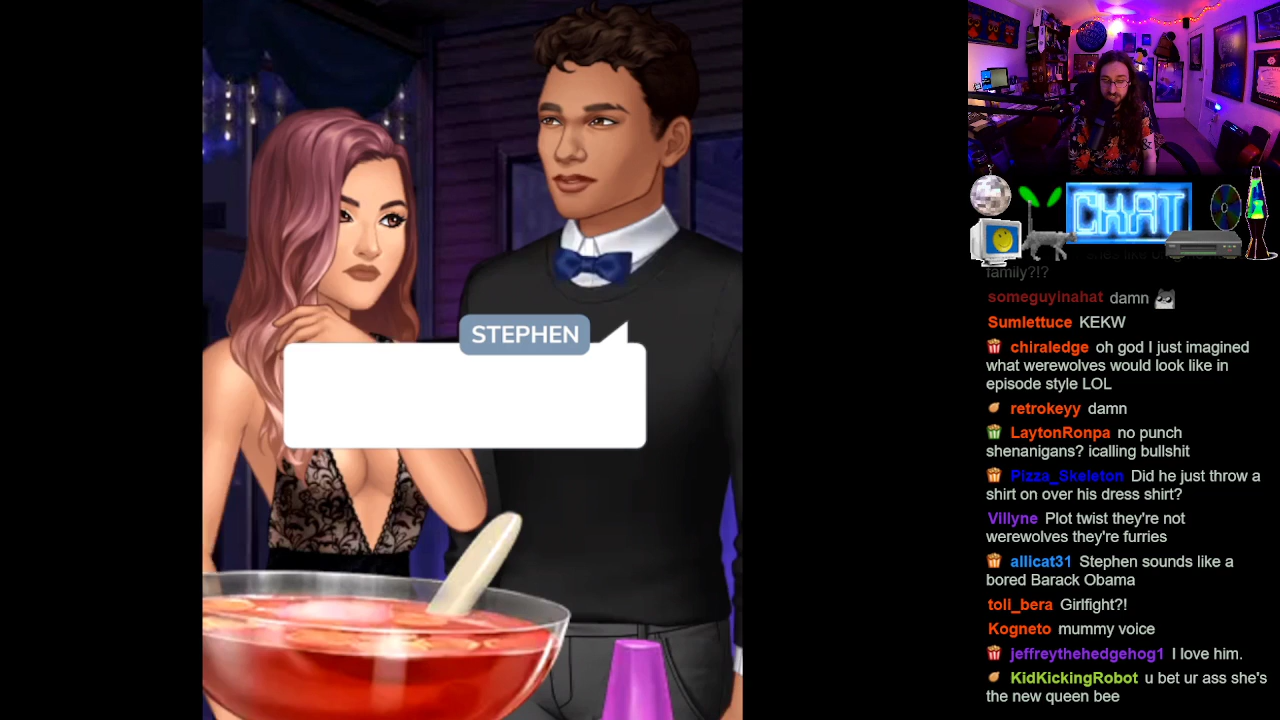 STEPHEN
CHAT
family?!?
someguyinahat damn
Sumlettuce KEKW
chiraledge oh god I just imagined
what werewolves would look like in
episode style LOL
retrokeyy damn
LaytonRonpa no punch
shenanigans? icalling bullshit
Pizza_Skeleton Did he just throw a
shirt on over his dress shirt?
Villyne Plot twist they're not
werewolves they're furries
allicat31 Stephen sounds like a
bored Barack Obama
toll_bera Girlfight?!
Kogneto mummy voice
jeffreythehedgehog1 I love him.
KidKickingRobot u bet ur ass she's
the new queen bee